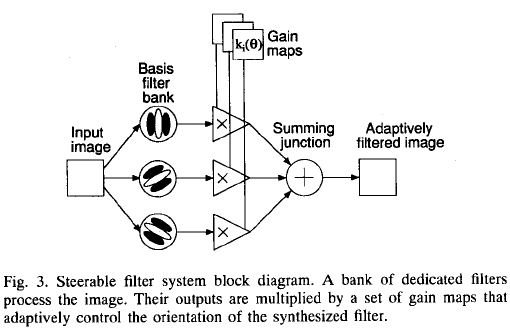 Gain
maps
k_i(θ)
Basis
filter
bank
Input
image
Summing
junction
Adaptively
filtered image
×
×
×
+
Fig. 3. Steerable filter system block diagram. A bank of dedicated filters
process the image. Their outputs are multiplied by a set of gain maps that
adaptively control the orientation of the synthesized filter.